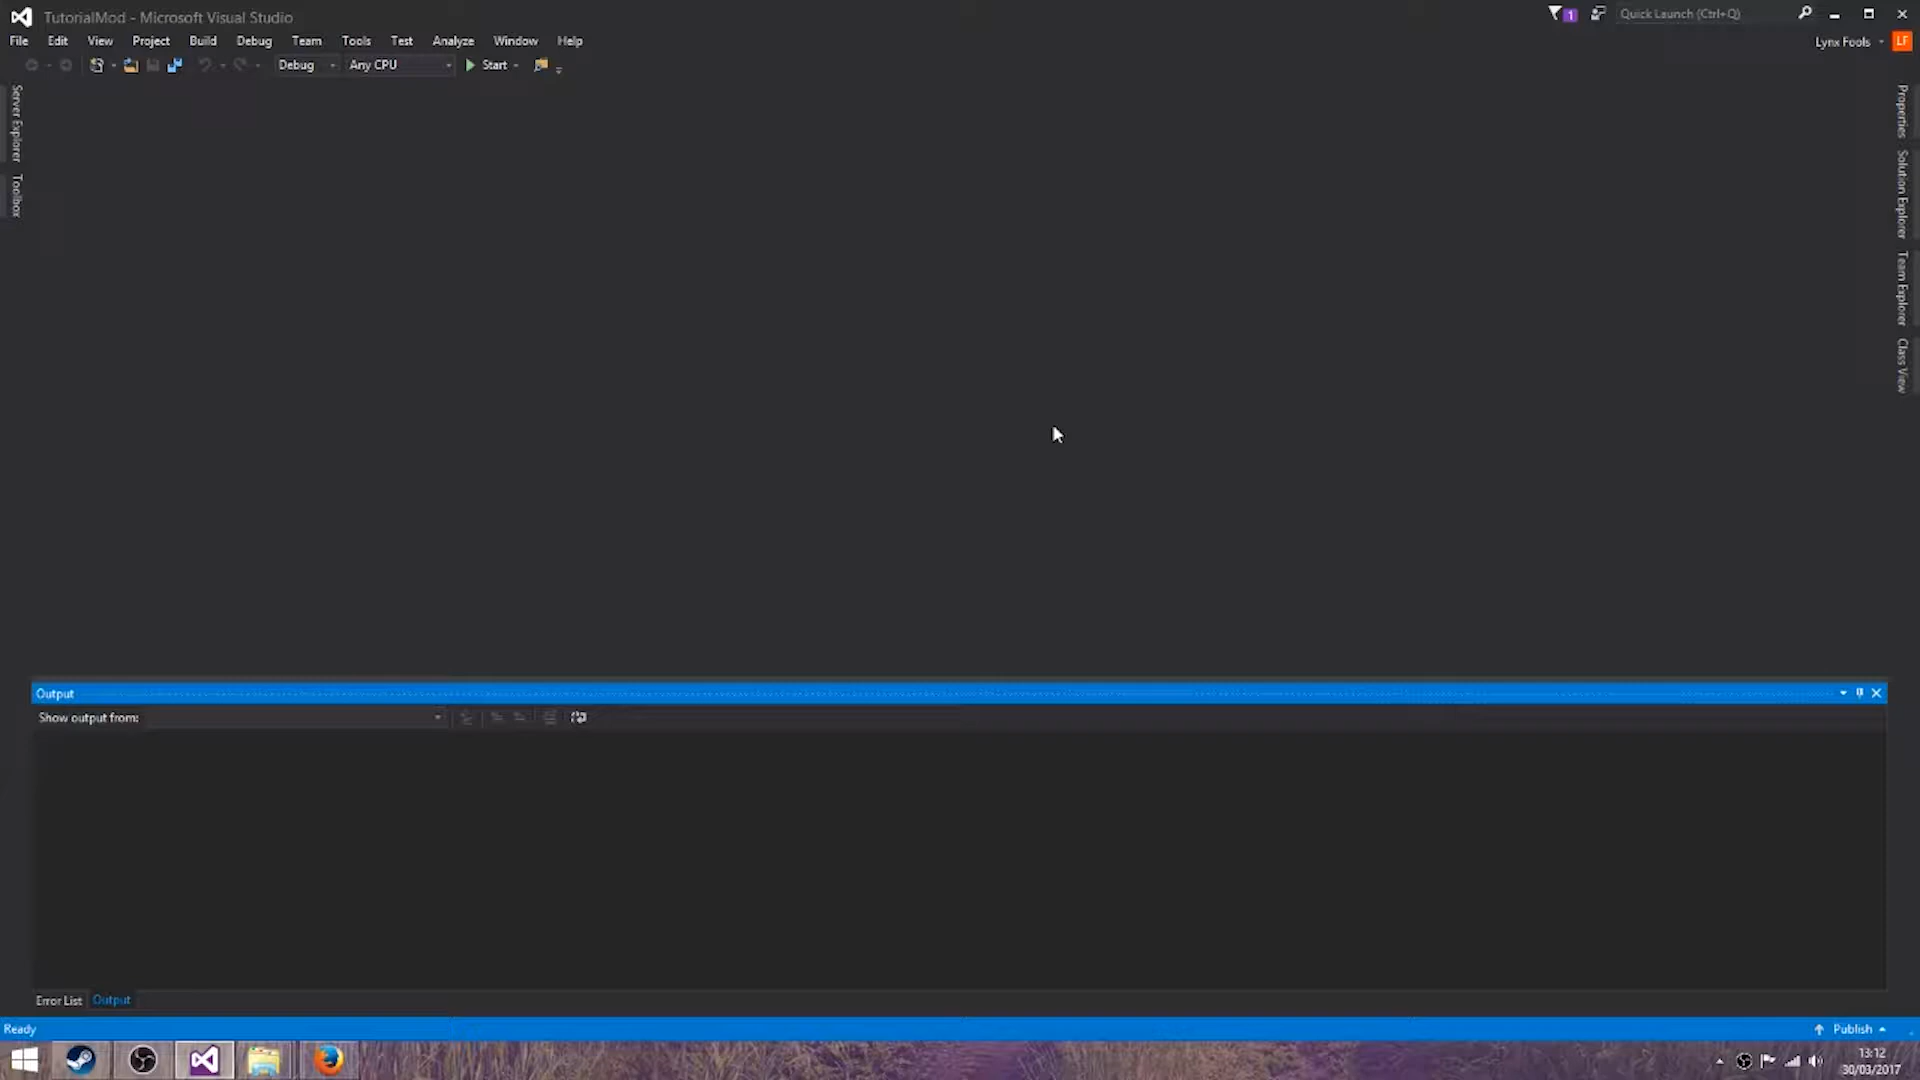 TutorialMod - Microsoft Visual Studio
1
Quick Launch (Ctrl+Q)
File Edit View Project Build Debug Team Tools Test Analyze Window Help
Lynx Fools LF
Debug Any CPU Start
Server Explorer
Toolbox
Properties
Solution Explorer
Team Explorer
Class View
Output
Show output from:
Error List Output
Ready
Publish
13:12
30/03/2017